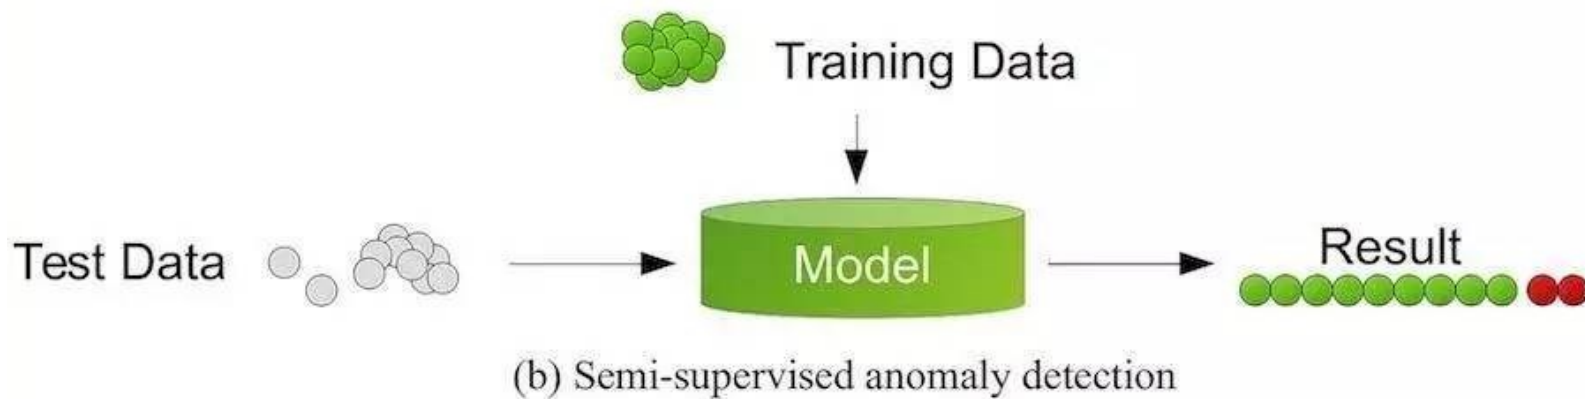 Training Data
Test Data
Model
Result
(b) Semi-supervised anomaly detection